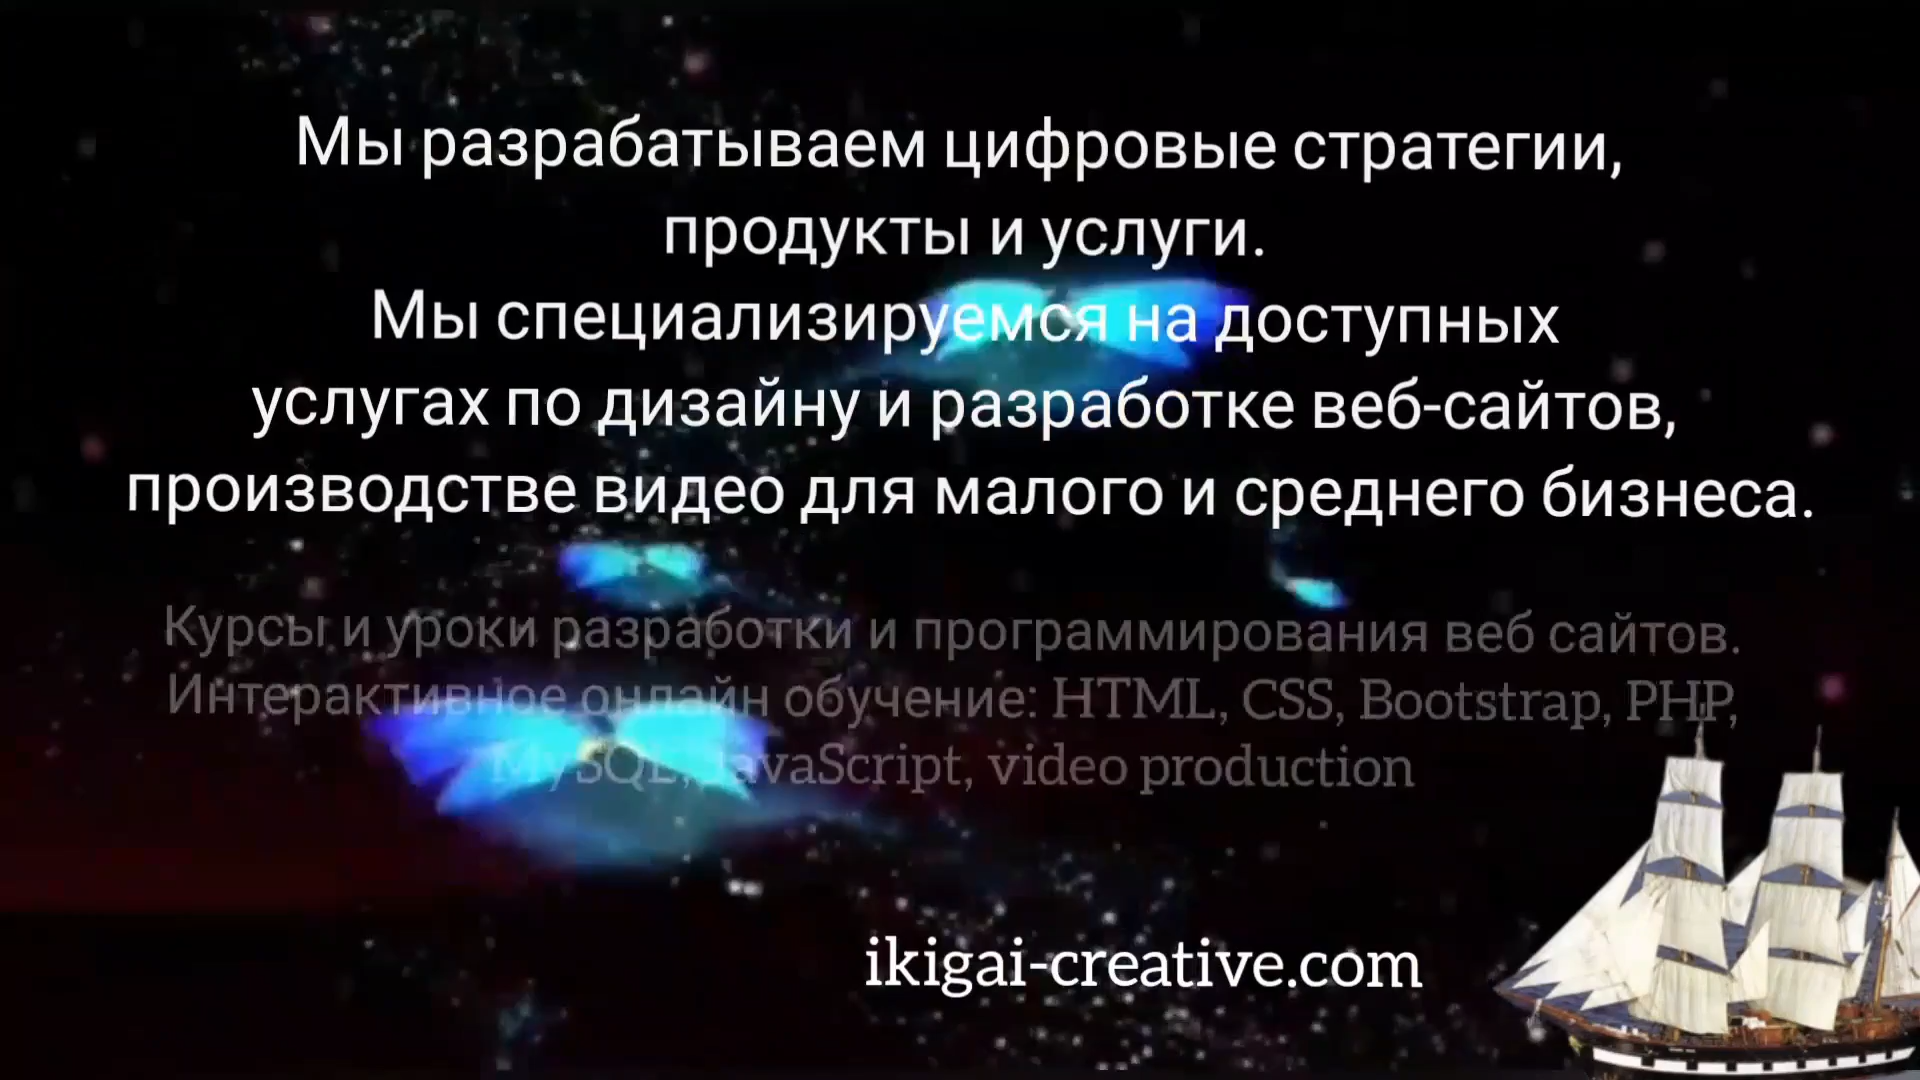 Мы разрабатываем цифровые стратегии,
продукты и услуги.
Мы специализируемся на доступных
услугах по дизайну и разработке веб-сайтов,
производстве видео для малого и среднего бизнеса.
Курсы и уроки разработки и программирования веб сайтов.
Интерактивное онлайн обучение: HTML, CSS, Bootstrap, PHP,
MySQL, JavaScript, video production
ikigai-creative.com